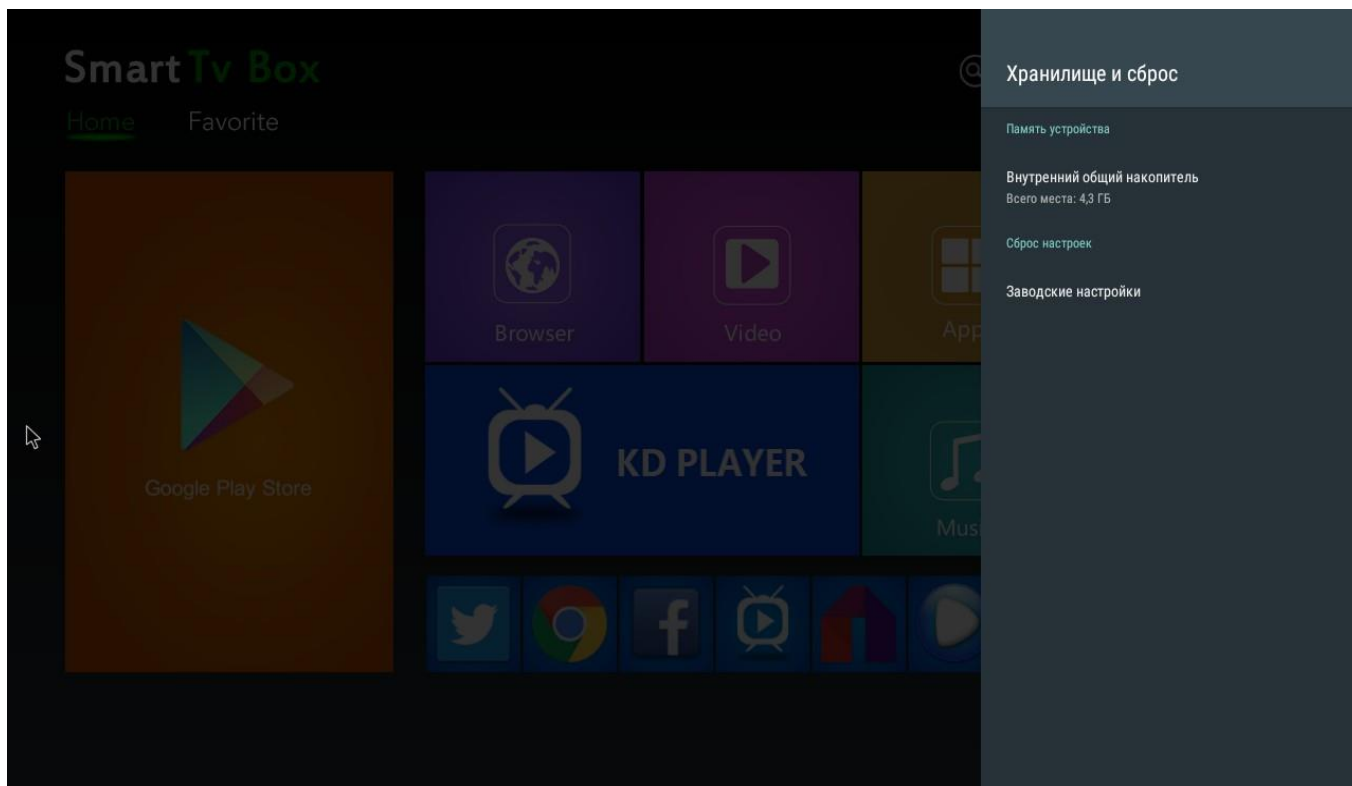 Smart Tv Box
Home Favorite
Google Play Store
Browser
Video
App
KD PLAYER
Mus
Хранилище и сброс
Память устройства
Внутренний общий накопитель
Всего места: 4,3 ГБ
Сброс настроек
Заводские настройки